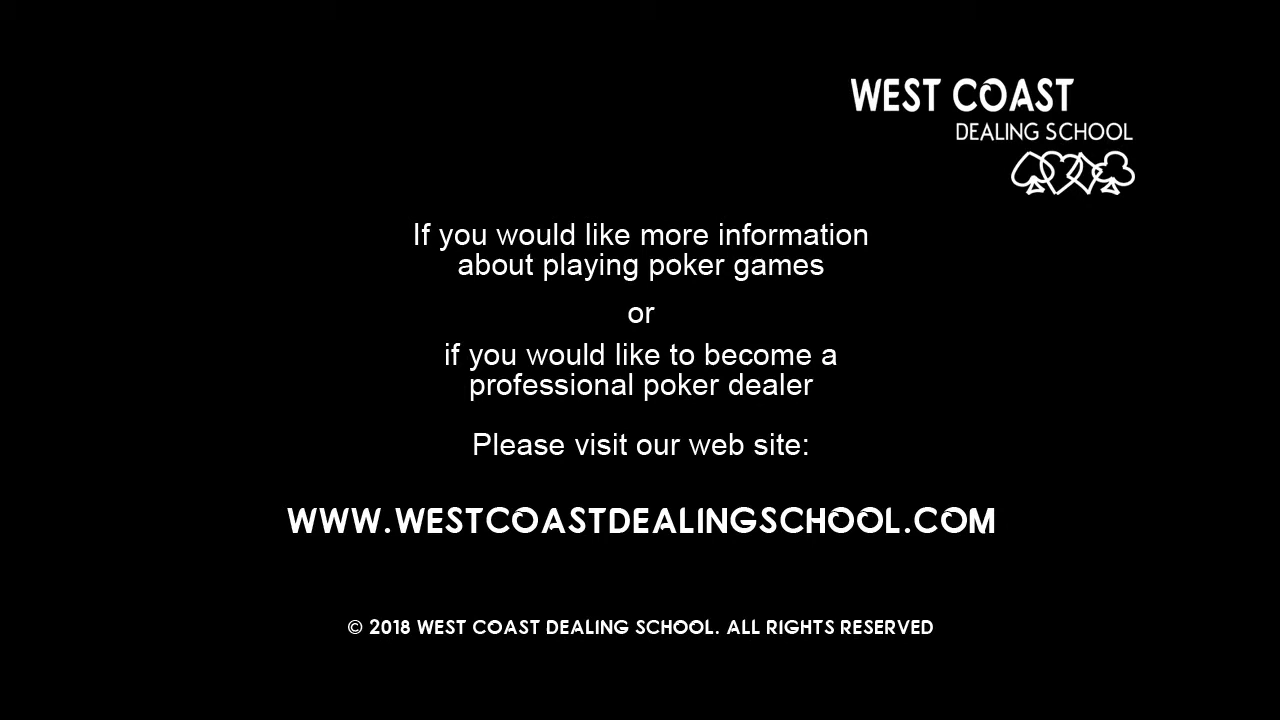 WEST COAST
DEALING SCHOOL
If you would like more information
about playing poker games
or
if you would like to become a
professional poker dealer
Please visit our web site:
WWW.WESTCOASTDEALINGSCHOOL.COM
© 2018 WEST COAST DEALING SCHOOL. ALL RIGHTS RESERVED